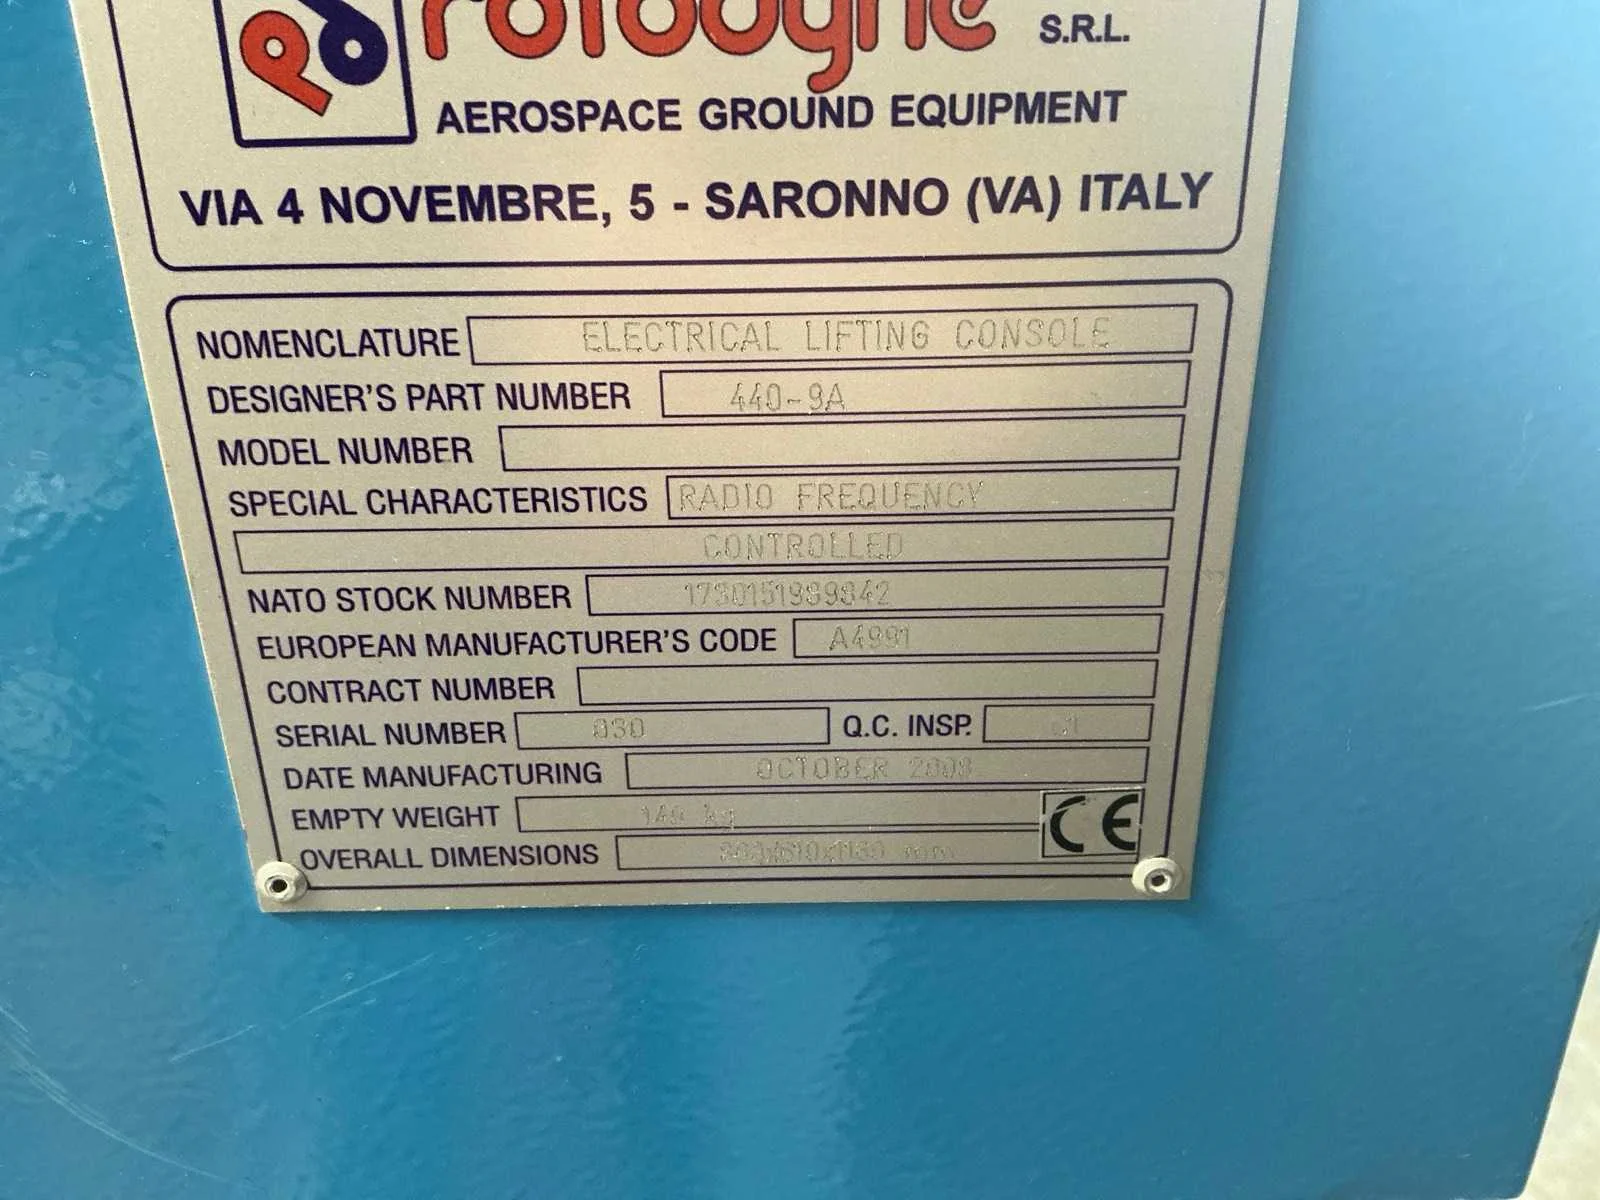 rotodyne S.R.L.
AEROSPACE GROUND EQUIPMENT
VIA 4 NOVEMBRE, 5 - SARONNO (VA) ITALY
NOMENCLATURE ELECTRICAL LIFTING CONSOLE
DESIGNER'S PART NUMBER 440-9A
MODEL NUMBER
SPECIAL CHARACTERISTICS RADIO FREQUENCY
CONTROLLED
NATO STOCK NUMBER
EUROPEAN MANUFACTURER'S CODE A4991
CONTRACT NUMBER
SERIAL NUMBER 030 Q.C. INSP.
DATE MANUFACTURING OCTOBER 2008
EMPTY WEIGHT 140 kg
OVERALL DIMENSIONS mm
CE